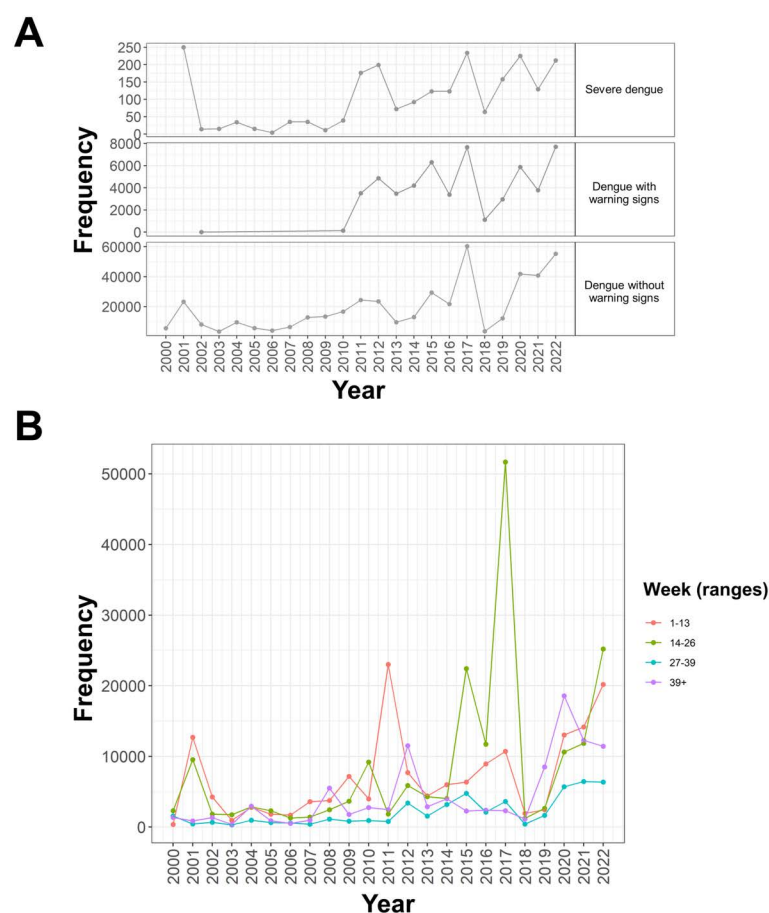 A
Frequency
250
200
150
100
50
0
Severe dengue
8000
6000
4000
2000
0
Dengue with
warning signs
60000
40000
20000
Dengue without
warning signs
2000 2001 2002 2003 2004 2005 2006 2007 2008 2009 2010 2011 2012 2013 2014 2015 2016 2017 2018 2019 2020 2021 2022
Year
B
Frequency
50000
40000
30000
20000
10000
0
2000 2001 2002 2003 2004 2005 2006 2007 2008 2009 2010 2011 2012 2013 2014 2015 2016 2017 2018 2019 2020 2021 2022
Year
Week (ranges)
1-13
14-26
27-39
39+